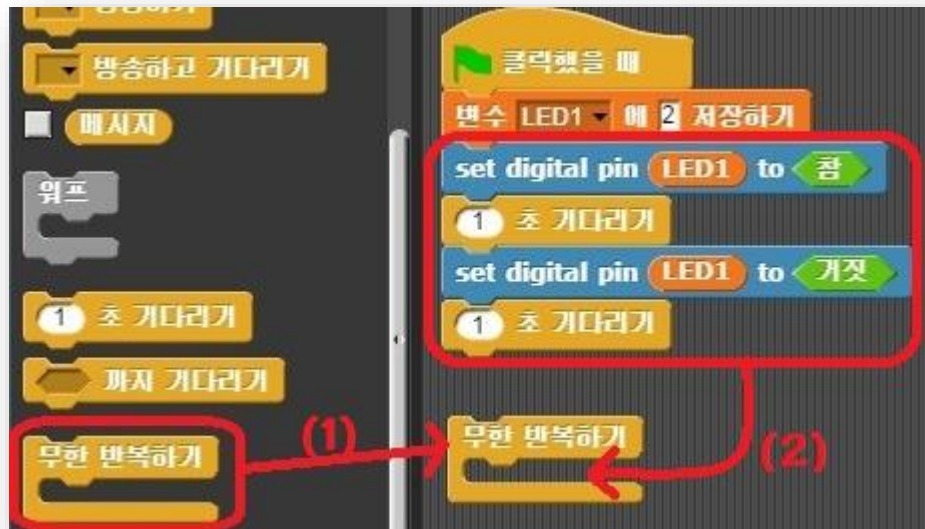 방송하고 기다리기
메시지
워프
1 초 기다리기
까지 기다리기
무한 반복하기
(1)
클릭했을 때
변수 LED1 에 2 저장하기
set digital pin LED1 to 참
1 초 기다리기
set digital pin LED1 to 거짓
1 초 기다리기
무한 반복하기
(2)